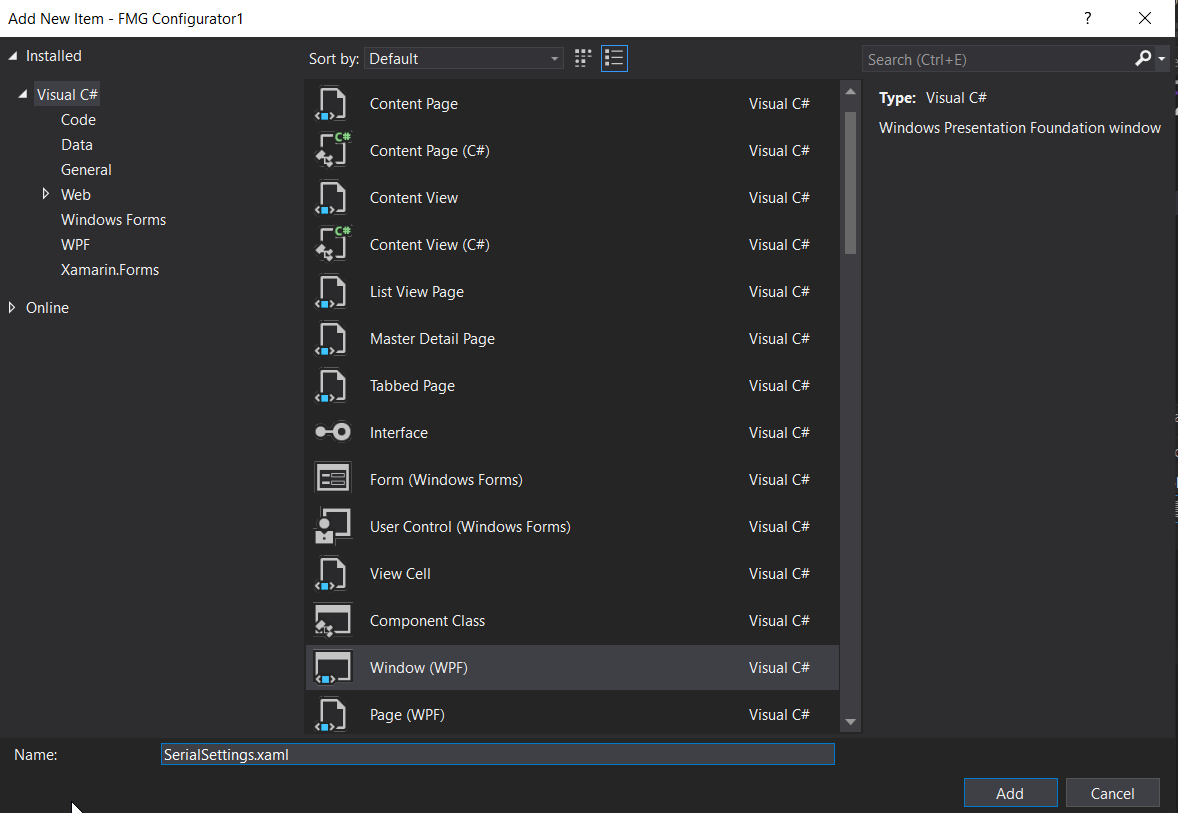 Add New Item - FMG Configurator1
?
Installed
Sort by: Default
Search (Ctrl+E)
Visual C#
Code
Data
General
Web
Windows Forms
WPF
Xamarin.Forms
Online
Content Page Visual C#
C# Content Page (C#) Visual C#
Content View Visual C#
C# Content View (C#) Visual C#
List View Page Visual C#
Master Detail Page Visual C#
Tabbed Page Visual C#
Interface Visual C#
Form (Windows Forms) Visual C#
User Control (Windows Forms) Visual C#
View Cell Visual C#
Component Class Visual C#
Window (WPF) Visual C#
Page (WPF) Visual C#
Type: Visual C#
Windows Presentation Foundation window
Name: SerialSettings.xaml
Add Cancel